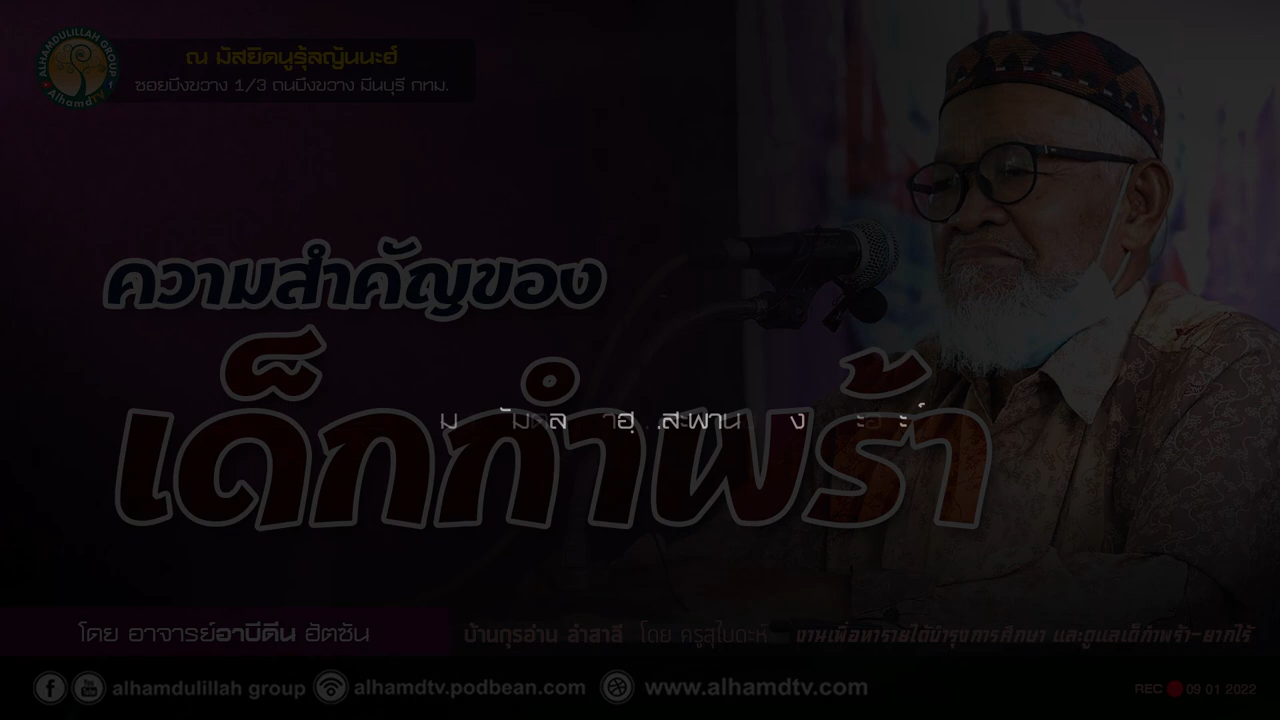 ALHAMDULILLAH GROUP
AlhamdTV
ณ มัสยิดนูรุ้ลญันนะฮ์
ซอยบึงขวาง 1/3 ถนบึงขวาง มีนบุรี กทม.
ความสำคัญของ
เด็กกำพร้า
โดย อาจารย์อาบีดีน ฮัตซัน
บ้านกุรอ่าน ลำสาลี โดย ครูสุไบดะห์ งานเพื่อหารายได้บำรุงการศึกษา และดูแลเด็กำพร้า-ยากไร้
alhamdulillah group alhamdtv.podbean.com www.alhamdtv.com REC 09 01 2022